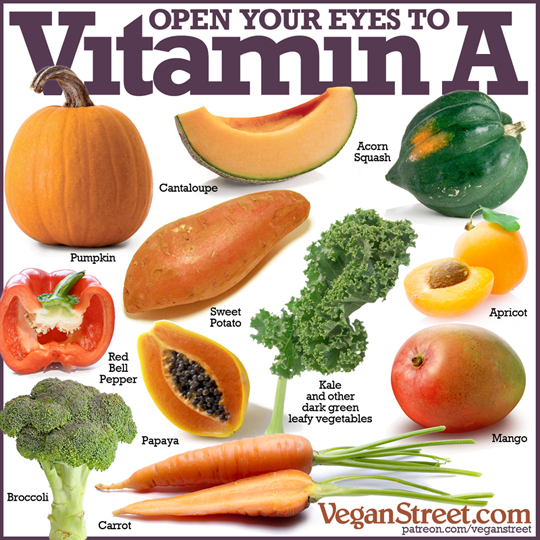 OPEN YOUR EYES TO
Vitamin A
Cantaloupe
Acorn
Squash
Pumpkin
Sweet
Potato
Apricot
Red
Bell
Pepper
Kale
and other
dark green
leafy vegetables
Papaya
Mango
Broccoli
Carrot
VeganStreet.com
patreon.com/veganstreet